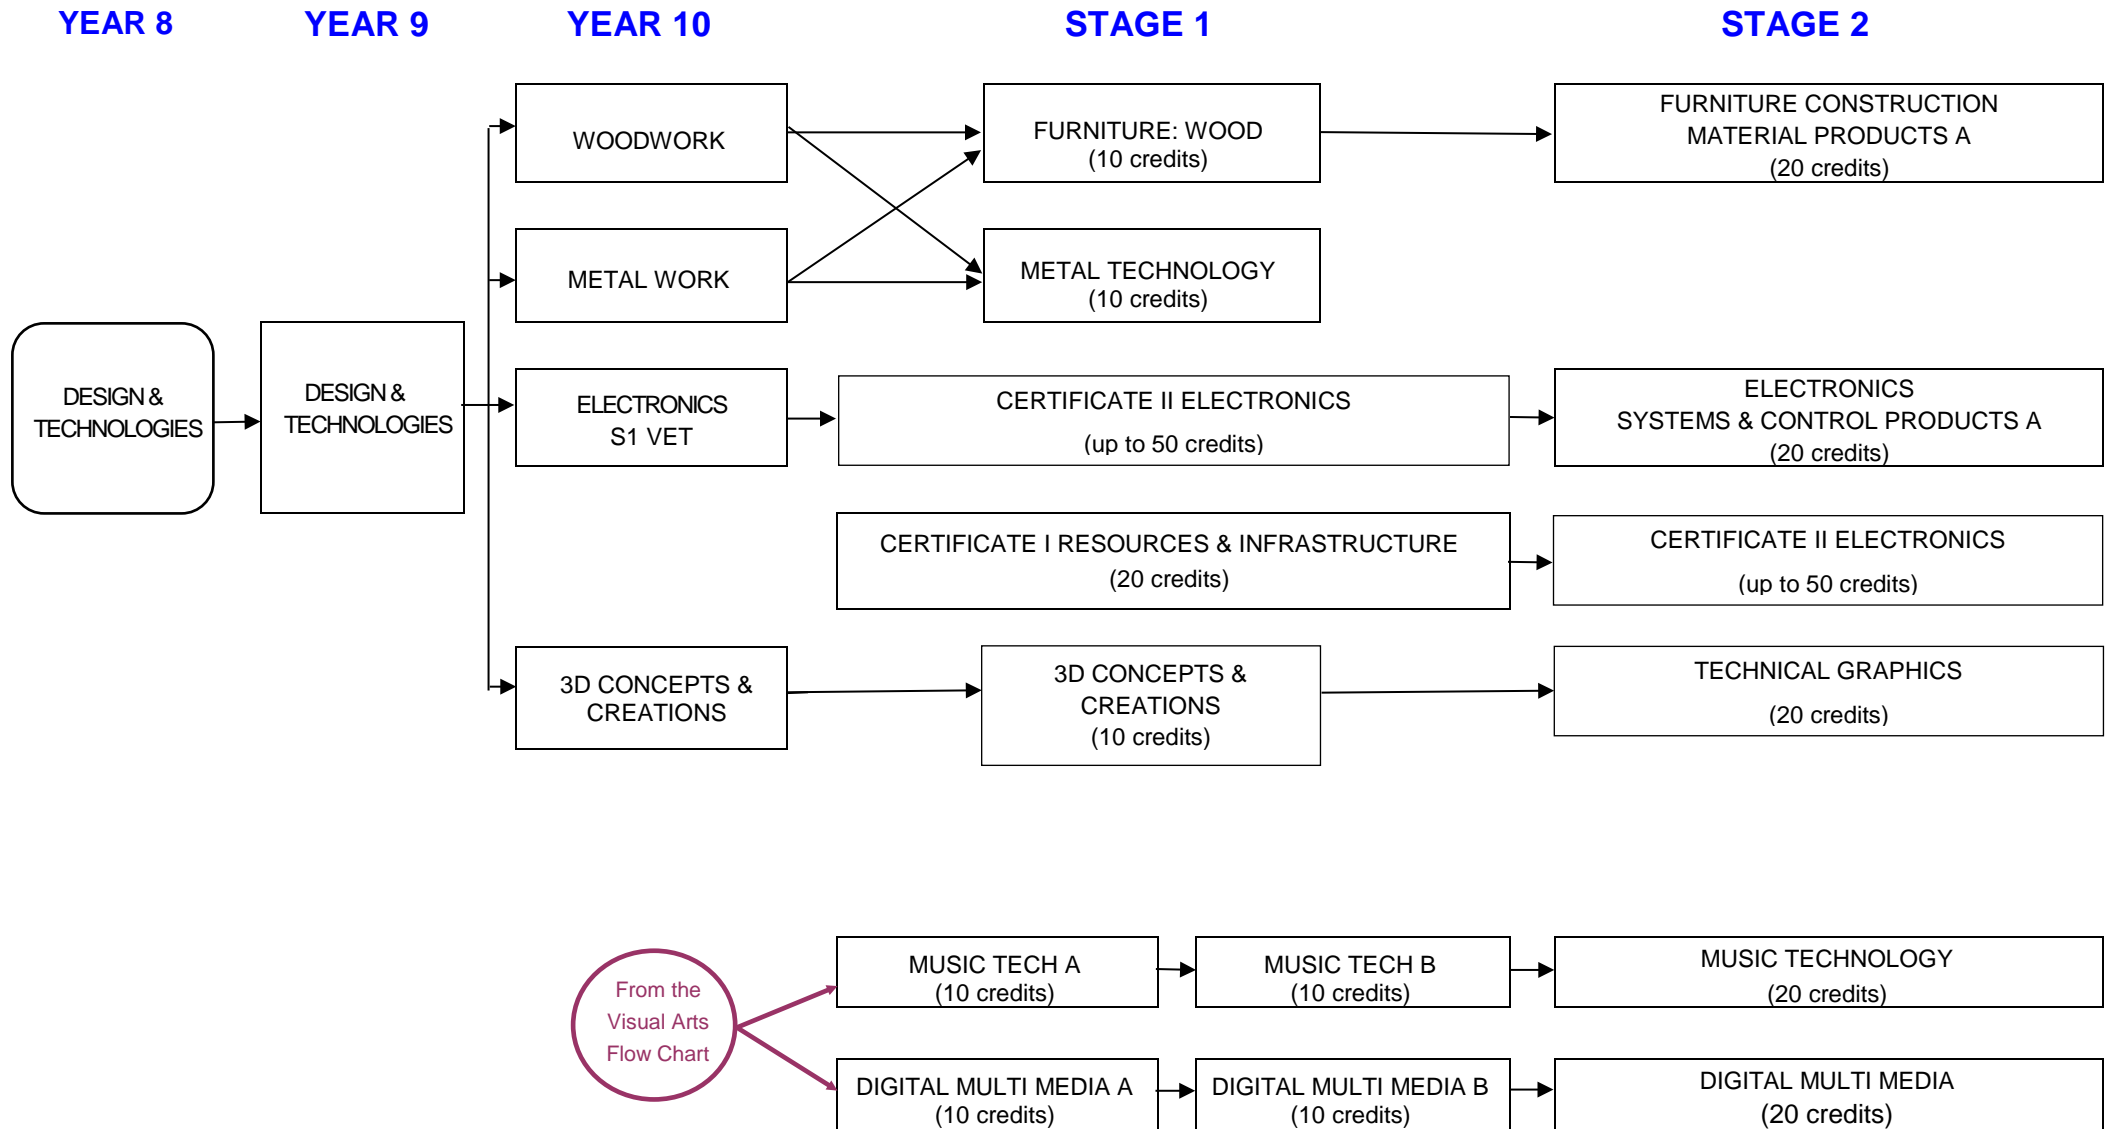 YEAR 8
YEAR 9
YEAR 10
STAGE 1
STAGE 2
WOODWORK
FURNITURE: WOOD
(10 credits)
FURNITURE CONSTRUCTION
MATERIAL PRODUCTS A
(20 credits)
METAL WORK
METAL TECHNOLOGY
(10 credits)
DESIGN &
TECHNOLOGIES
DESIGN &
TECHNOLOGIES
ELECTRONICS
S1 VET
CERTIFICATE II ELECTRONICS
(up to 50 credits)
ELECTRONICS
SYSTEMS & CONTROL PRODUCTS A
(20 credits)
CERTIFICATE I RESOURCES & INFRASTRUCTURE
(20 credits)
CERTIFICATE II ELECTRONICS
(up to 50 credits)
3D CONCEPTS &
CREATIONS
3D CONCEPTS &
CREATIONS
(10 credits)
TECHNICAL GRAPHICS
(20 credits)
From the
Visual Arts
Flow Chart
MUSIC TECH A
(10 credits)
MUSIC TECH B
(10 credits)
MUSIC TECHNOLOGY
(20 credits)
DIGITAL MULTI MEDIA A
(10 credits)
DIGITAL MULTI MEDIA B
(10 credits)
DIGITAL MULTI MEDIA
(20 credits)